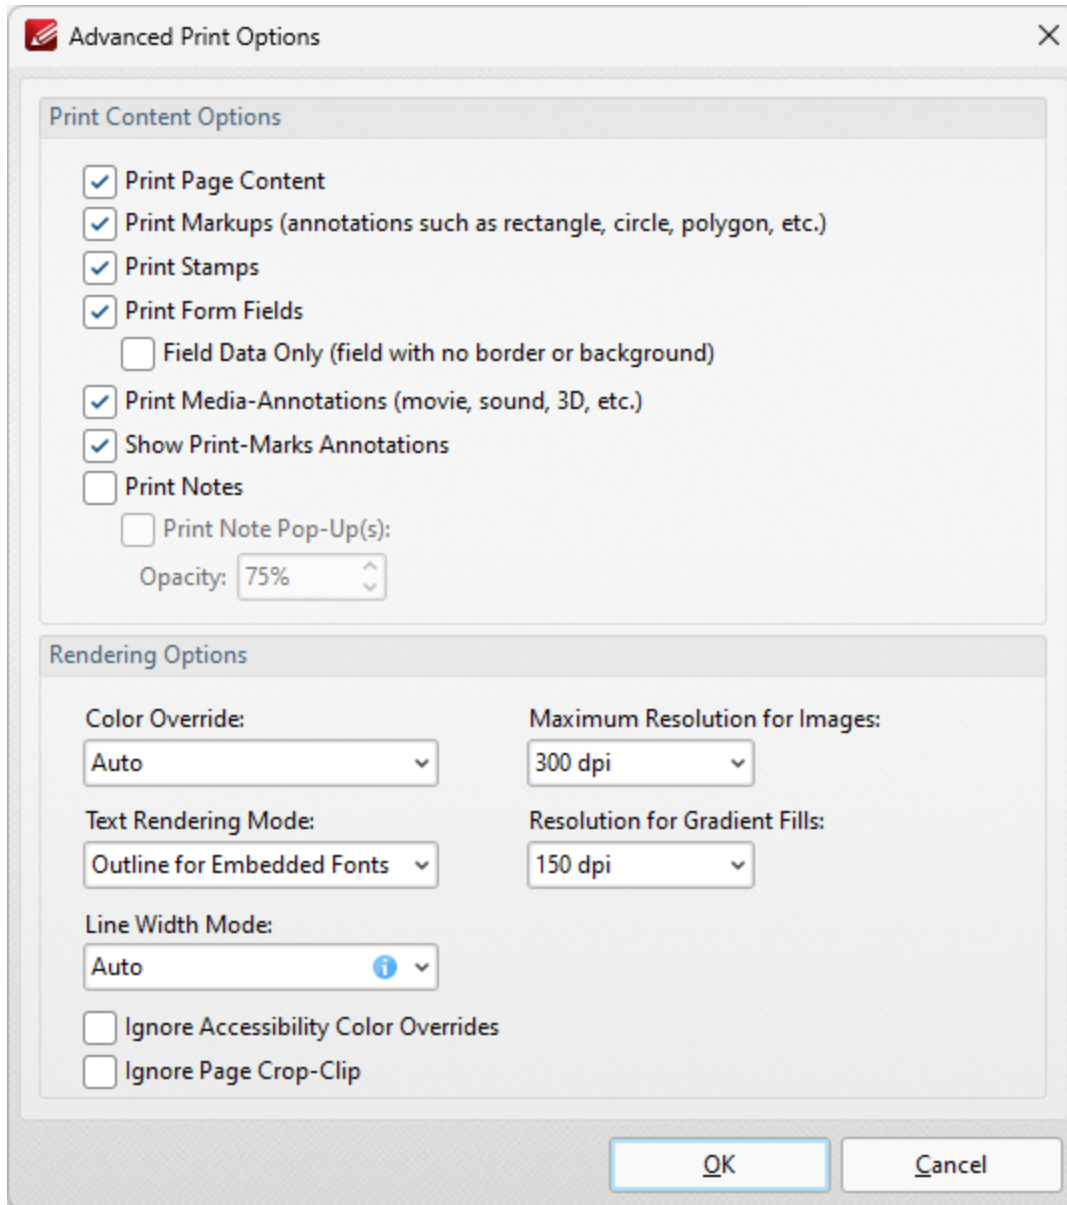 Advanced Print Options
Print Content Options
Print Page Content
Print Markups (annotations such as rectangle, circle, polygon, etc.)
Print Stamps
Print Form Fields
Field Data Only (field with no border or background)
Print Media-Annotations (movie, sound, 3D, etc.)
Show Print-Marks Annotations
Print Notes
Print Note Pop-Up(s):
Opacity: 75%
Rendering Options
Color Override: Maximum Resolution for Images:
Auto 300 dpi
Text Rendering Mode: Resolution for Gradient Fills:
Outline for Embedded Fonts 150 dpi
Line Width Mode:
Auto
Ignore Accessibility Color Overrides
Ignore Page Crop-Clip
OK Cancel